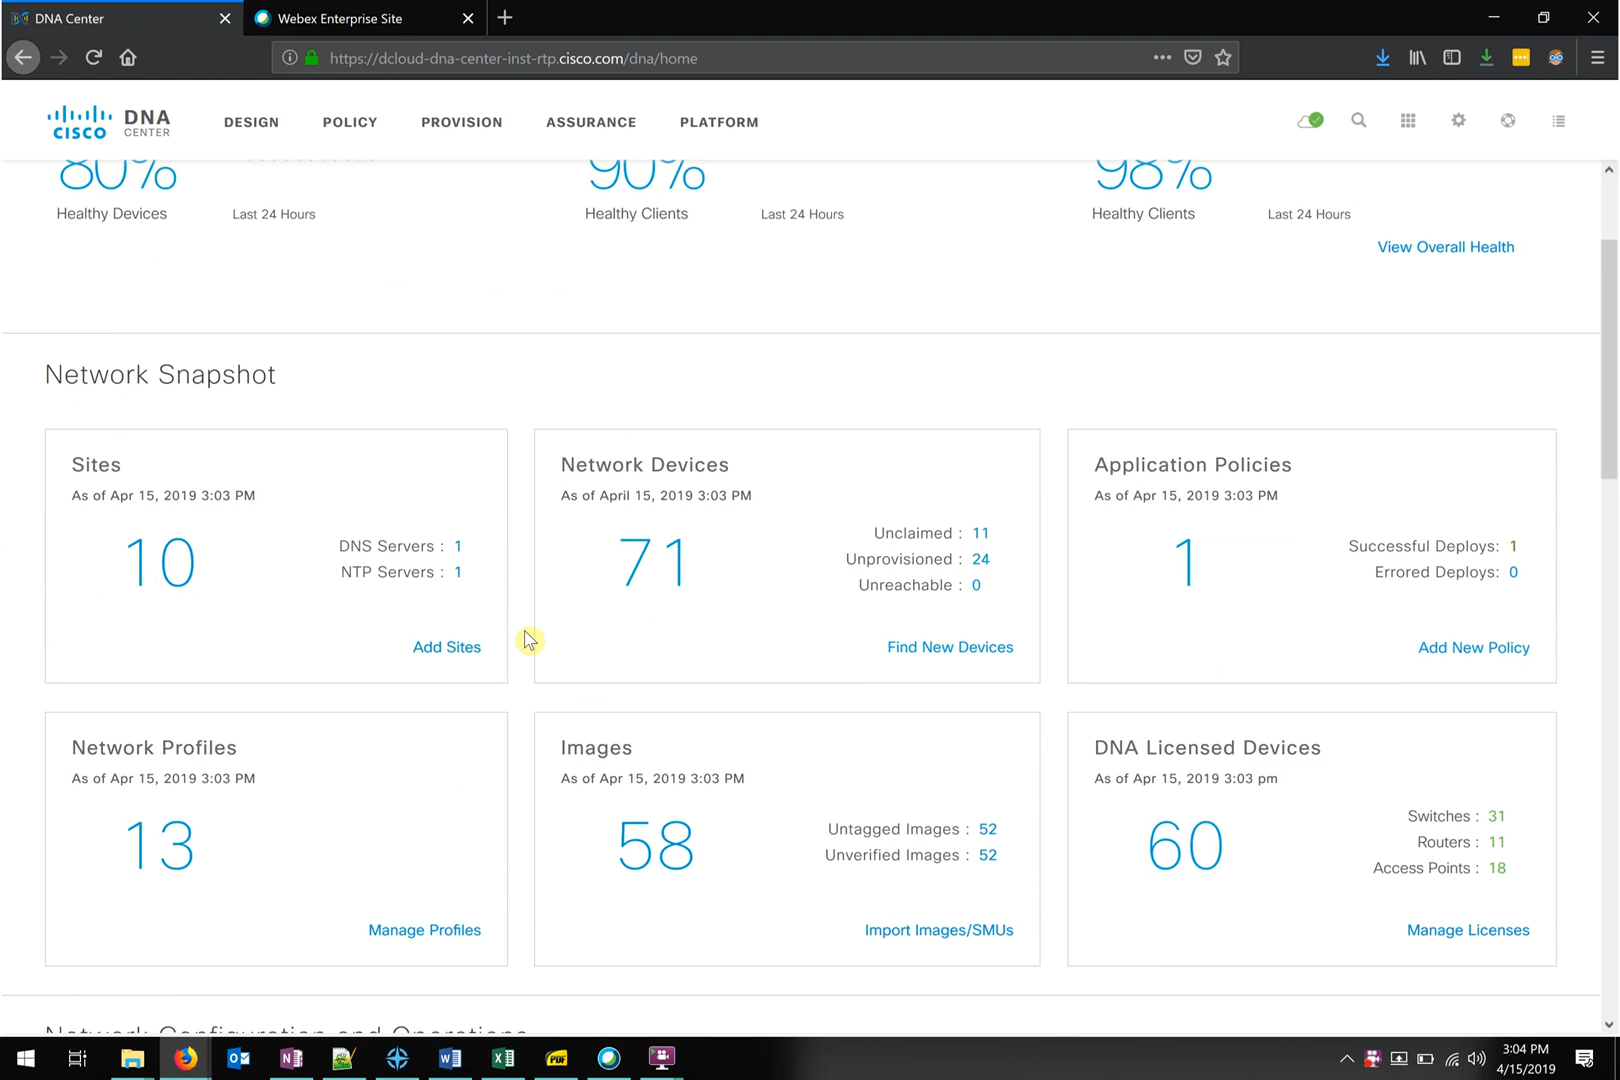 DNA Center
Webex Enterprise Site
https://dcloud-dna-center-inst-rtp.cisco.com/dna/home
CISCO
DNA
CENTER
DESIGN
POLICY
PROVISION
ASSURANCE
PLATFORM
80%
90%
98%
Healthy Devices
Last 24 Hours
Healthy Clients
Last 24 Hours
Healthy Clients
Last 24 Hours
View Overall Health
Network Snapshot
Sites
As of Apr 15, 2019 3:03 PM
10
DNS Servers : 1
NTP Servers : 1
Add Sites
Network Devices
As of April 15, 2019 3:03 PM
71
Unclaimed : 11
Unprovisioned : 24
Unreachable : 0
Find New Devices
Application Policies
As of Apr 15, 2019 3:03 PM
1
Successful Deploys: 1
Errored Deploys: 0
Add New Policy
Network Profiles
As of Apr 15, 2019 3:03 PM
13
Manage Profiles
Images
As of Apr 15, 2019 3:03 PM
58
Untagged Images : 52
Unverified Images : 52
Import Images/SMUs
DNA Licensed Devices
As of Apr 15, 2019 3:03 pm
60
Switches : 31
Routers : 11
Access Points : 18
Manage Licenses
Network Configuration and Operations
PDF
3:04 PM
4/15/2019